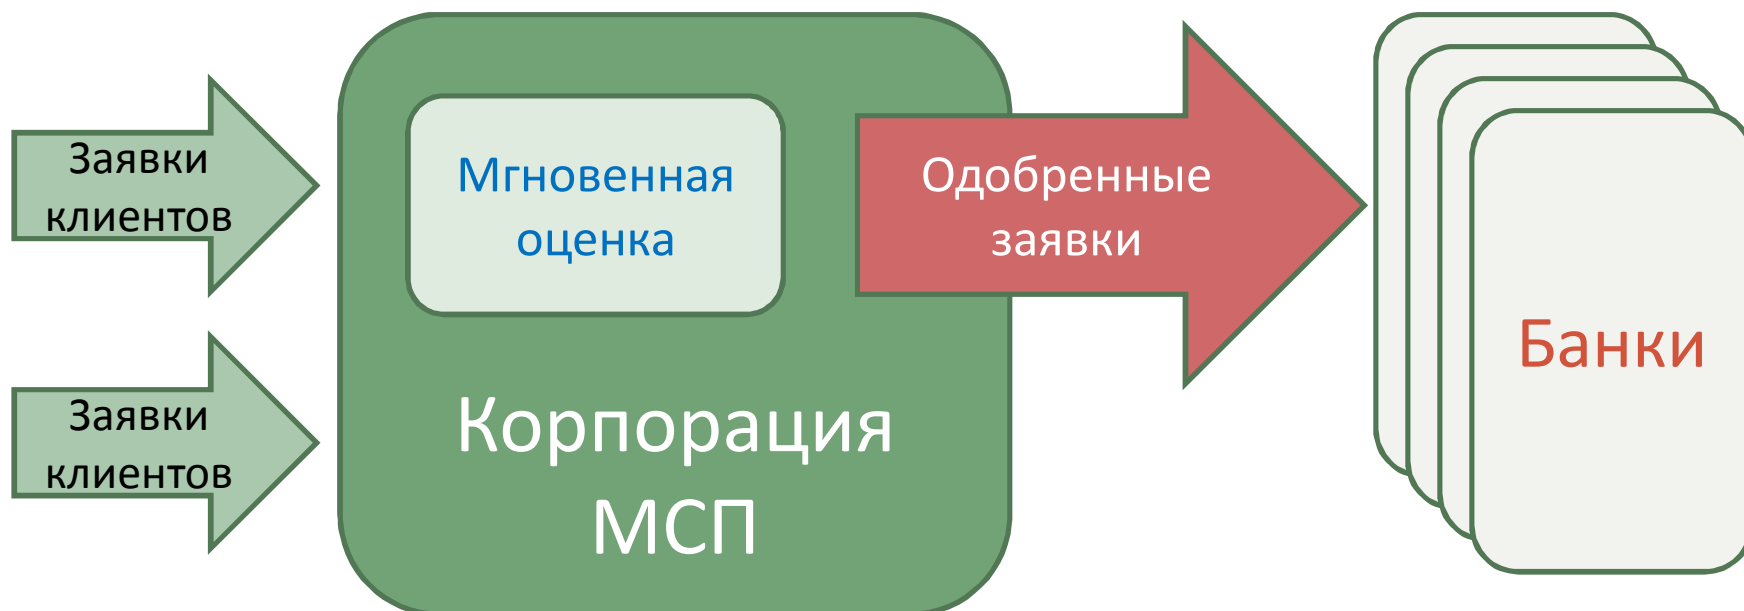 Заявки
клиентов
Заявки
клиентов
Мгновенная
оценка
Корпорация
МСП
Одобренные
заявки
Банки